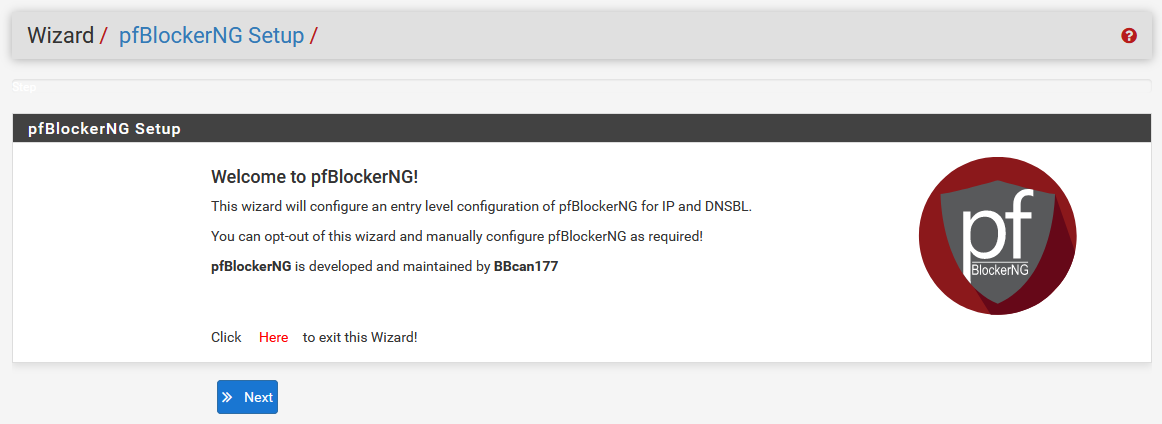 Wizard / pfBlockerNG Setup /
Step
pfBlockerNG Setup
Welcome to pfBlockerNG!
This wizard will configure an entry level configuration of pfBlockerNG for IP and DNSBL.
You can opt-out of this wizard and manually configure pfBlockerNG as required!
pfBlockerNG is developed and maintained by BBcan177
pf
BlockerNG
Click Here to exit this Wizard!
Next